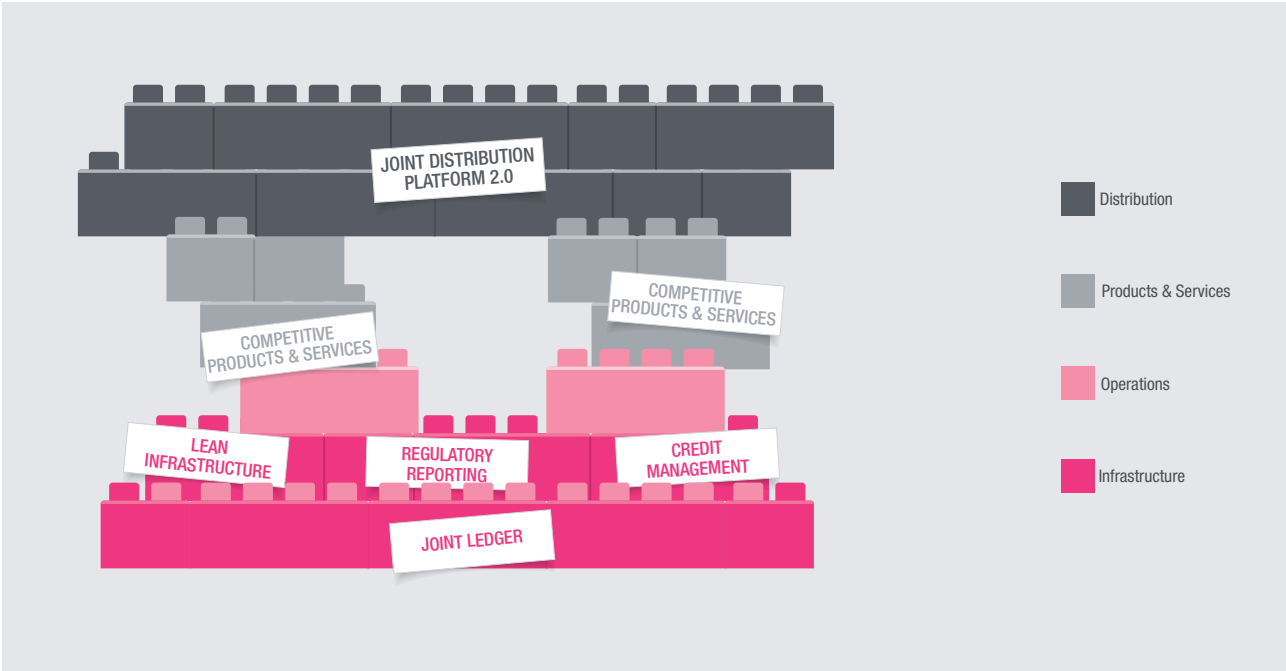 JOINT DISTRIBUTION
PLATFORM 2.0
COMPETITIVE
PRODUCTS & SERVICES
COMPETITIVE
PRODUCTS & SERVICES
LEAN
INFRASTRUCTURE
REGULATORY
REPORTING
CREDIT
MANAGEMENT
JOINT LEDGER
Distribution
Products & Services
Operations
Infrastructure